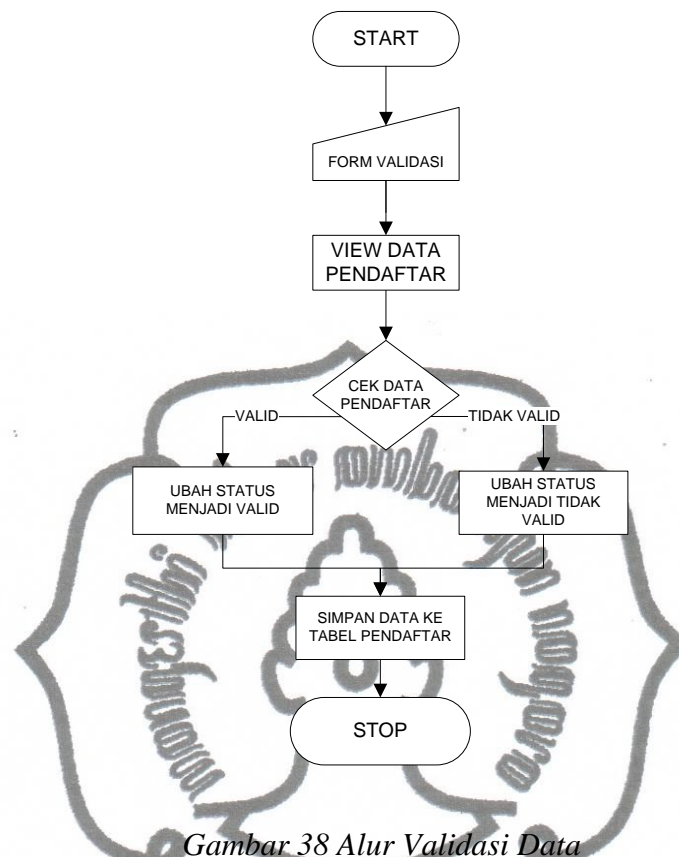 START
FORM VALIDASI
VIEW DATA
PENDAFTAR
CEK DATA
PENDAFTAR
VALID
TIDAK VALID
UBAH STATUS
MENJADI VALID
UBAH STATUS
MENJADI TIDAK
VALID
SIMPAN DATA KE
TABEL PENDAFTAR
STOP
Gambar 38 Alur Validasi Data